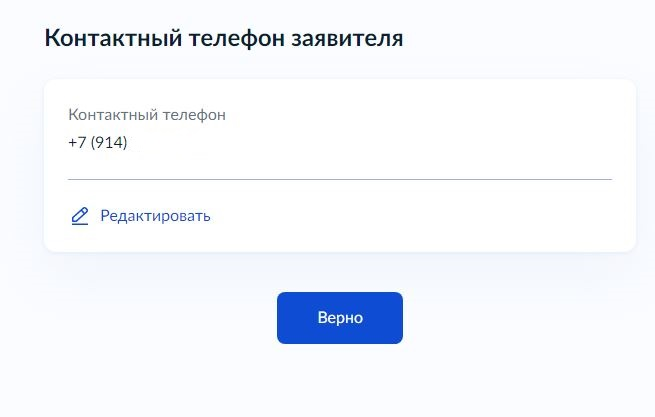 Контактный телефон заявителя
Контактный телефон
+7 (914)
Редактировать
Верно